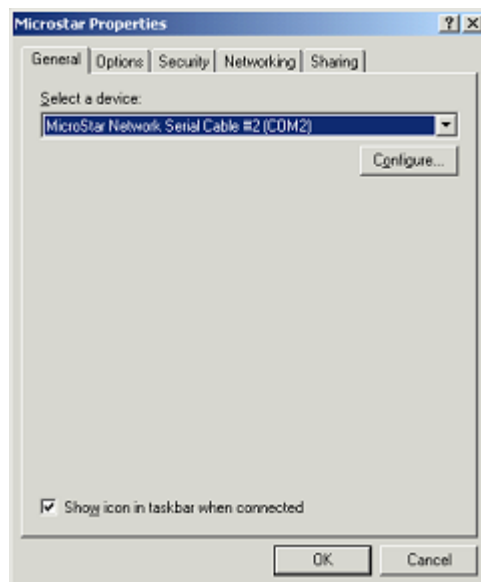 Microstar Properties
General Options Security Networking Sharing
Select a device:
MicroStar Network Serial Cable #2 (COM2)
Configure...
Show icon in taskbar when connected
OK Cancel